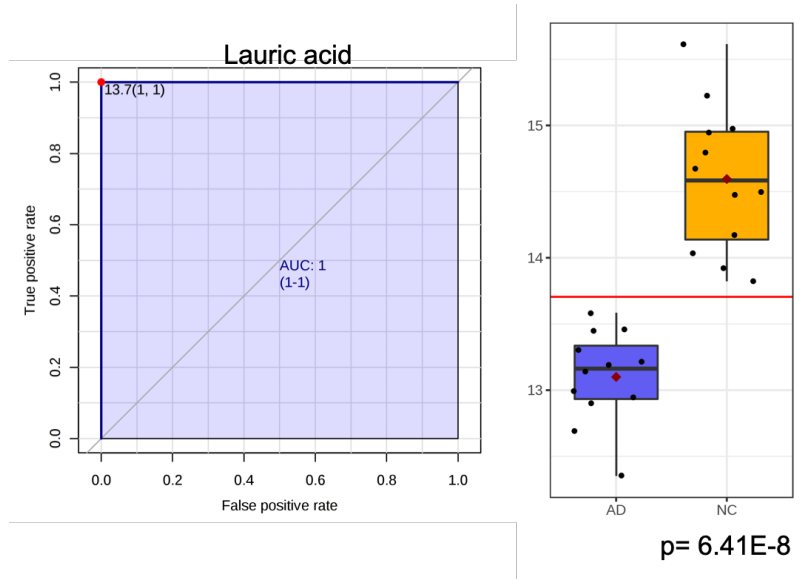 Lauric acid
1.0
0.8
0.6
0.4
0.2
0.0
True positive rate
13.7(1, 1)
AUC: 1
(1-1)
0.0 0.2 0.4 0.6 0.8 1.0
False positive rate
15
14
13
AD NC
p= 6.41E-8